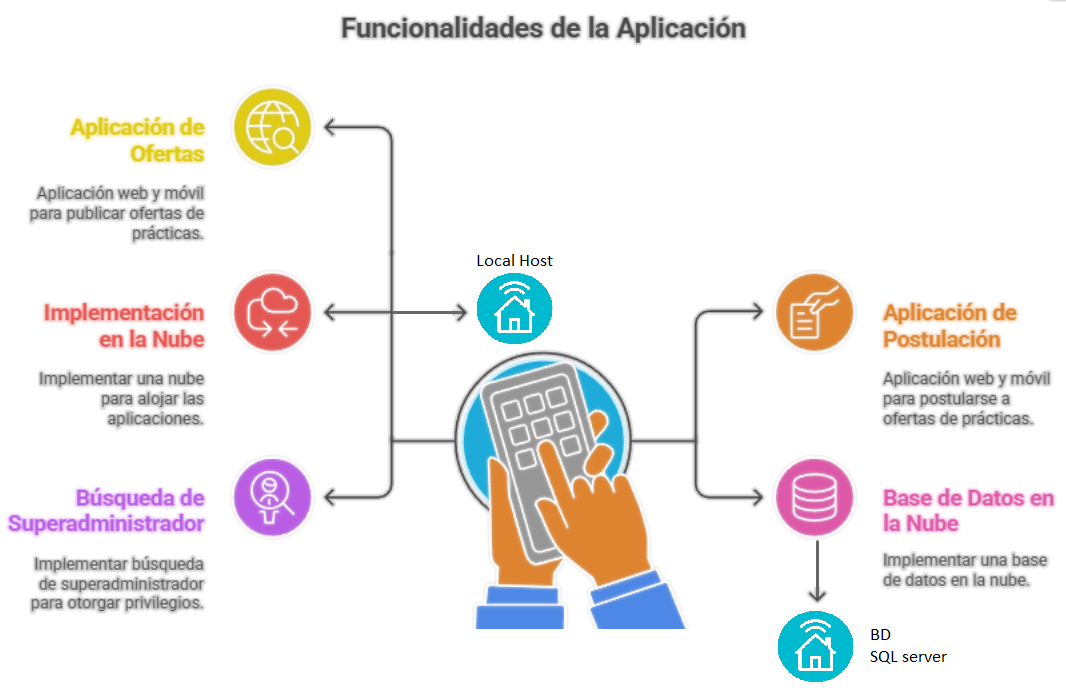 Funcionalidades de la Aplicación
Aplicación de
Ofertas
Aplicación web y móvil
para publicar ofertas de
prácticas.
Local Host
Implementación
en la Nube
Implementar una nube
para alojar las
aplicaciones.
Búsqueda de
Superadministrador
Implementar búsqueda
de superadministrador
para otorgar privilegios.
Aplicación de
Postulación
Aplicación web y móvil
para postularse a
ofertas de prácticas.
Base de Datos en
la Nube
Implementar una base
de datos en la nube.
BD
SQL server